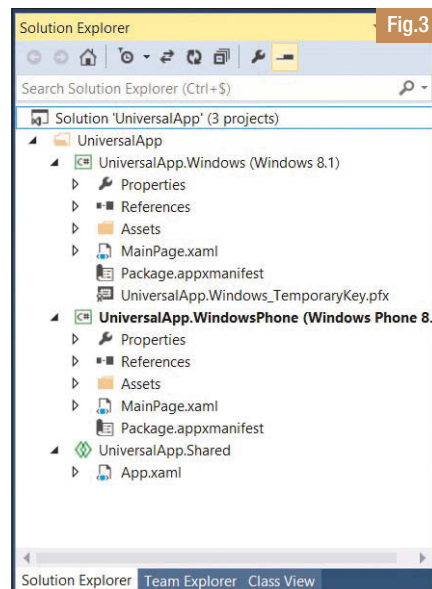 Solution Explorer
Fig.3
Search Solution Explorer (Ctrl+$)
Solution 'UniversalApp' (3 projects)
UniversalApp
C# UniversalApp.Windows (Windows 8.1)
Properties
References
Assets
MainPage.xaml
Package.appxmanifest
UniversalApp.Windows_TemporaryKey.pfx
C# UniversalApp.WindowsPhone (Windows Phone 8.
Properties
References
Assets
MainPage.xaml
Package.appxmanifest
UniversalApp.Shared
App.xaml
Solution Explorer Team Explorer Class View